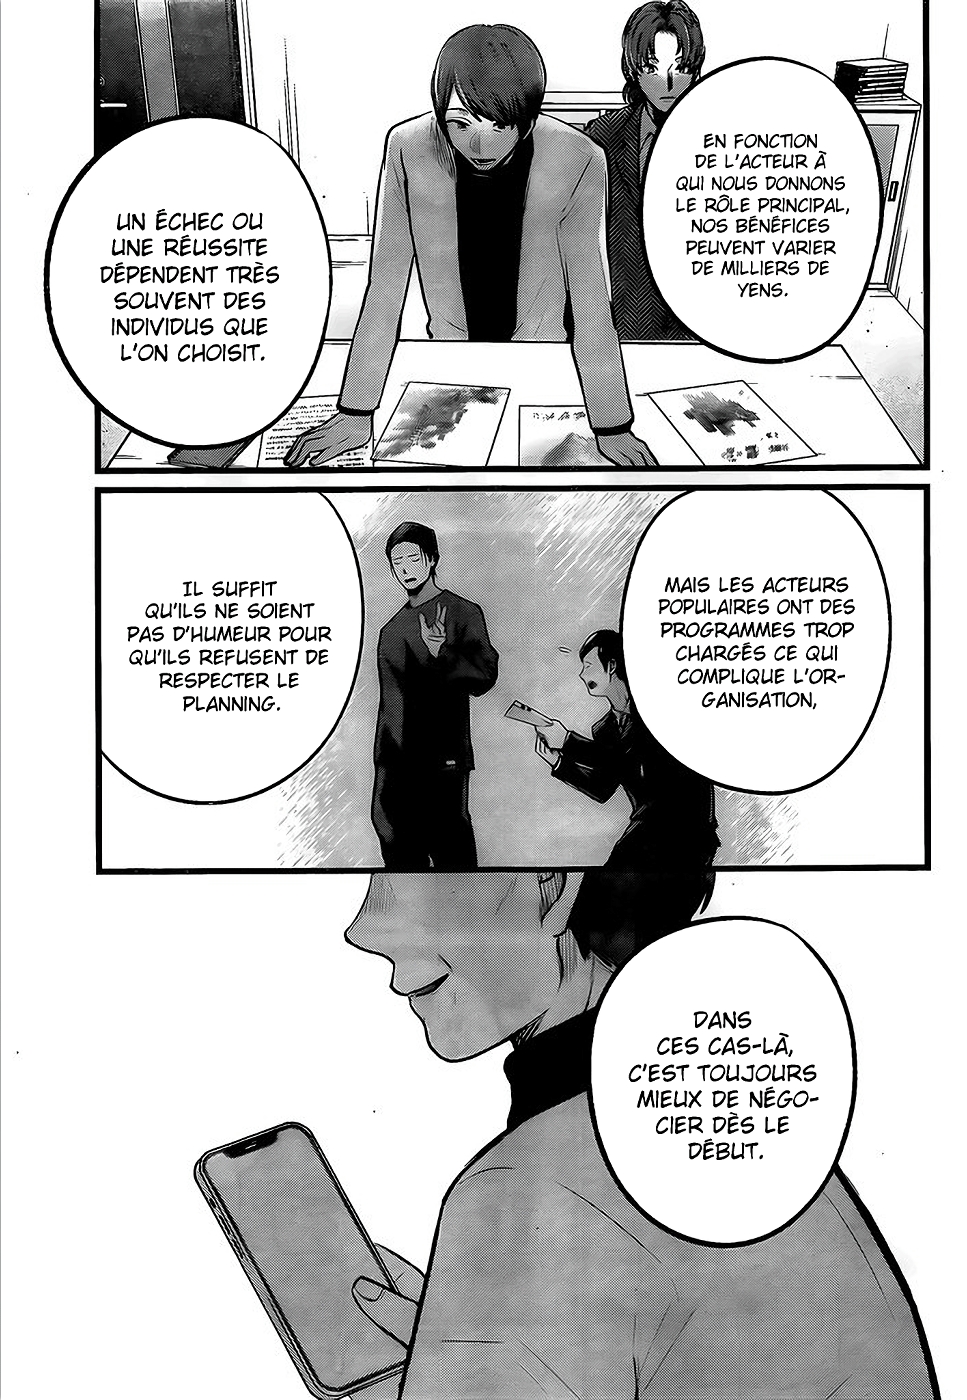 EN FONCTION
DE L'ACTEUR À
QUI NOUS DONNONS
LE RÔLE PRINCIPAL,
NOS BÉNÉFICES
PEUVENT VARIER
DE MILLIERS DE
YENS.
UN ÉCHEC OU
UNE RÉUSSITE
DÉPENDENT TRÈS
SOUVENT DES
INDIVIDUS QUE
L'ON CHOISIT.
MAIS LES ACTEURS
POPULAIRES ONT DES
PROGRAMMES TROP
CHARGÉS CE QUI
COMPLIQUE L'OR-
GANISATION,
IL SUFFIT
QU'ILS NE SOIENT
PAS D'HUMEUR POUR
QU'ILS REFUSENT DE
RESPECTER LE
PLANNING.
DANS
CES CAS-LÀ,
C'EST TOUJOURS
MIEUX DE NÉGO-
CIER DÈS LE
DÉBUT.